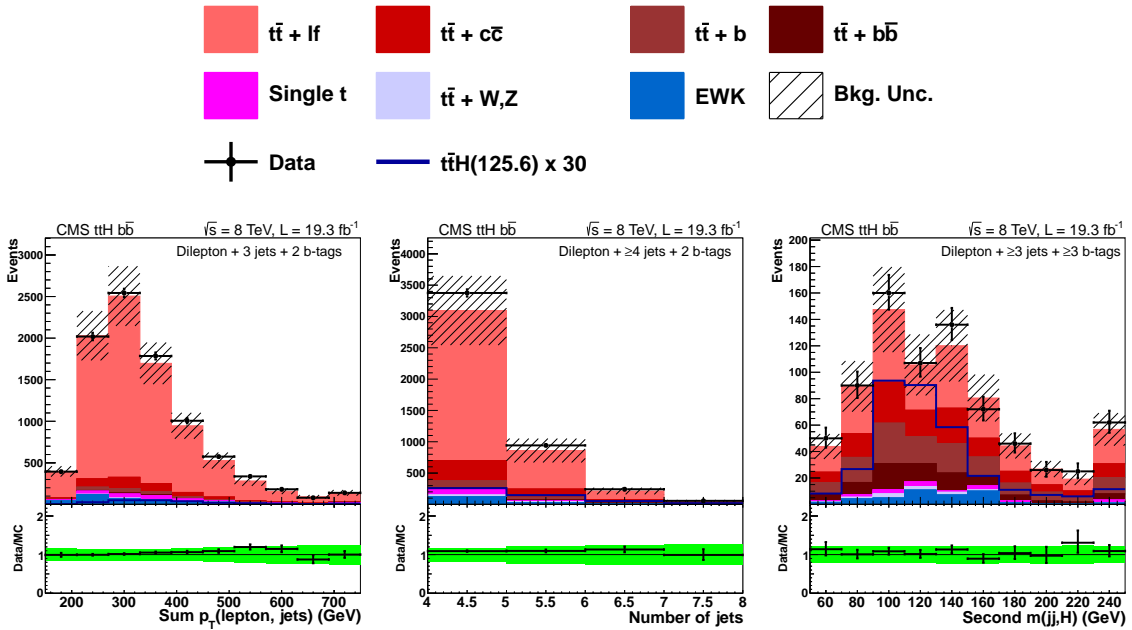 tt̄ + lf tt̄ + cc̄ tt̄ + b tt̄ + bb̄
Single t tt̄ + W,Z EWK Bkg. Unc.
Data tt̄H(125.6) x 30
CMS ttH bb̄ √s = 8 TeV, L = 19.3 fb⁻¹
Dilepton + 3 jets + 2 b-tags
Events
3000
2500
2000
1500
1000
500
Data/MC
2
1
0
200 300 400 500 600 700
Sum p_T(lepton, jets) (GeV)
CMS ttH bb̄ √s = 8 TeV, L = 19.3 fb⁻¹
Dilepton + ≥4 jets + 2 b-tags
Events
4000
3500
3000
2500
2000
1500
1000
500
Data/MC
2
1
0
4 4.5 5 5.5 6 6.5 7 7.5 8
Number of jets
CMS ttH bb̄ √s = 8 TeV, L = 19.3 fb⁻¹
Dilepton + ≥3 jets + ≥3 b-tags
Events
200
180
160
140
120
100
80
60
40
20
Data/MC
2
1
0
60 80 100 120 140 160 180 200 220 240
Second m(jj,H) (GeV)